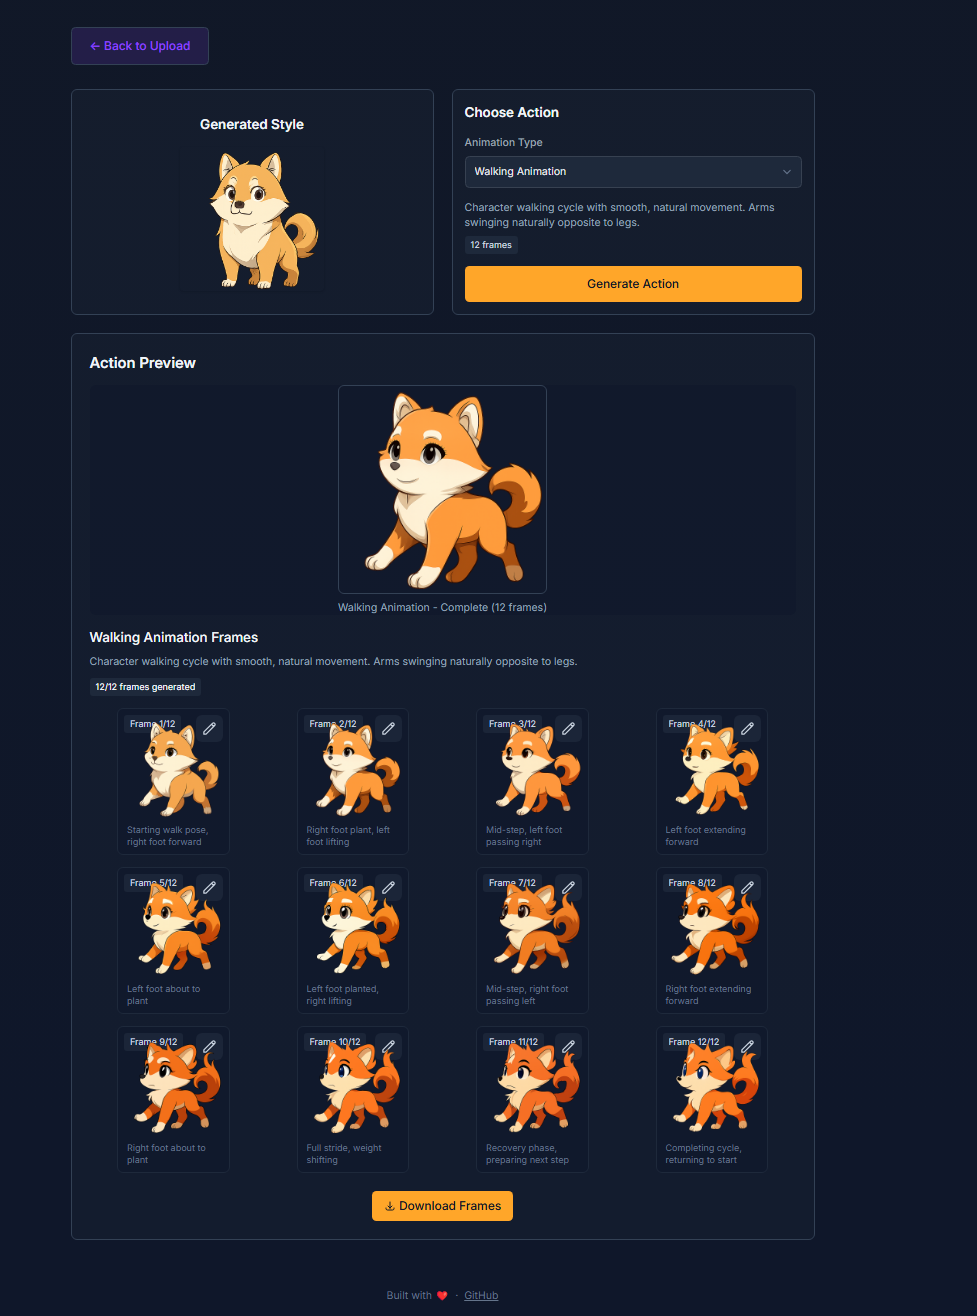 ← Back to Upload
Generated Style
Choose Action
Animation Type
Walking Animation
Character walking cycle with smooth, natural movement. Arms
swinging naturally opposite to legs.
12 frames
Generate Action
Action Preview
Walking Animation - Complete (12 frames)
Walking Animation Frames
Character walking cycle with smooth, natural movement. Arms swinging naturally opposite to legs.
12/12 frames generated
Frame 1/12
Starting walk pose,
right foot forward
Frame 2/12
Right foot plant, left
foot lifting
Frame 3/12
Mid-step, left foot
passing right
Frame 4/12
Left foot extending
forward
Frame 5/12
Left foot about to
plant
Frame 6/12
Left foot planted,
right lifting
Frame 7/12
Mid-step, right foot
passing left
Frame 8/12
Right foot extending
forward
Frame 9/12
Right foot about to
plant
Frame 10/12
Full stride, weight
shifting
Frame 11/12
Recovery phase,
preparing next step
Frame 12/12
Completing cycle,
returning to start
Download Frames
Built with ❤️ · GitHub